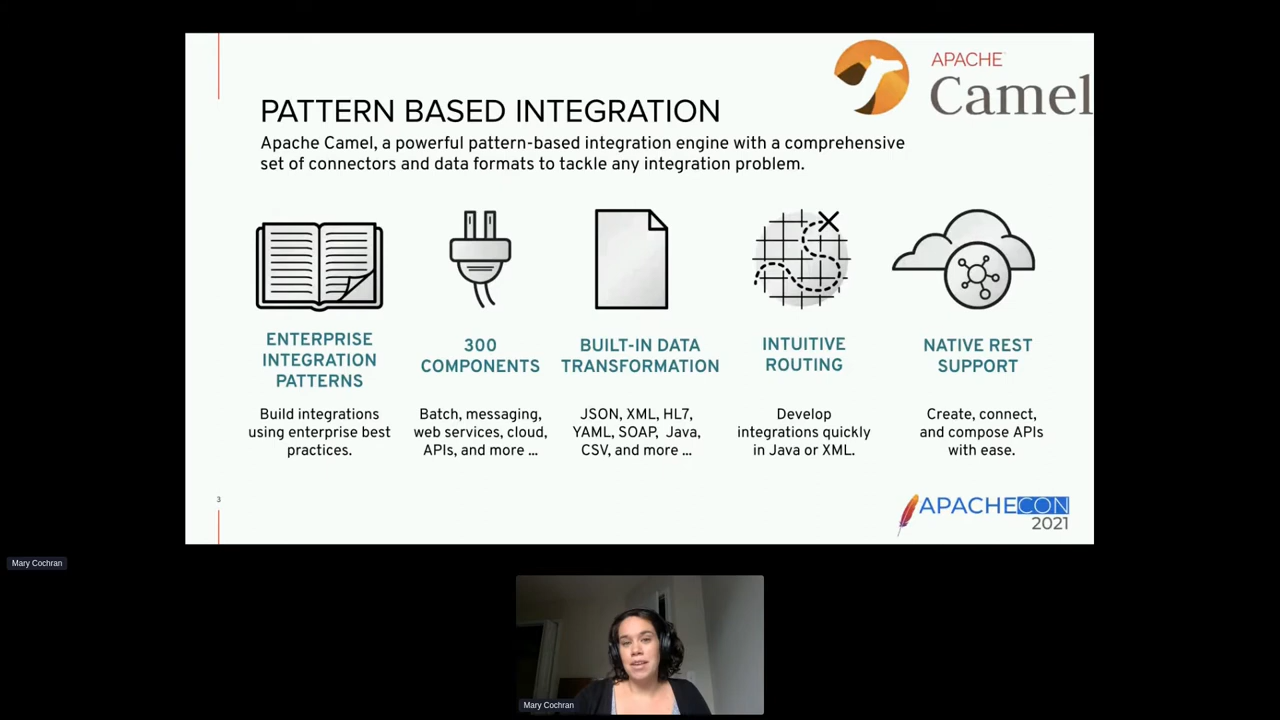 APACHE
Camel
PATTERN BASED INTEGRATION
Apache Camel, a powerful pattern-based integration engine with a comprehensive
set of connectors and data formats to tackle any integration problem.
ENTERPRISE
INTEGRATION
PATTERNS
Build integrations
using enterprise best
practices.
300
COMPONENTS
Batch, messaging,
web services, cloud,
APIs, and more ...
BUILT-IN DATA
TRANSFORMATION
JSON, XML, HL7,
YAML, SOAP, Java,
CSV, and more ...
INTUITIVE
ROUTING
Develop
integrations quickly
in Java or XML.
NATIVE REST
SUPPORT
Create, connect,
and compose APIs
with ease.
3
APACHECON
2021
Mary Cochran
Mary Cochran